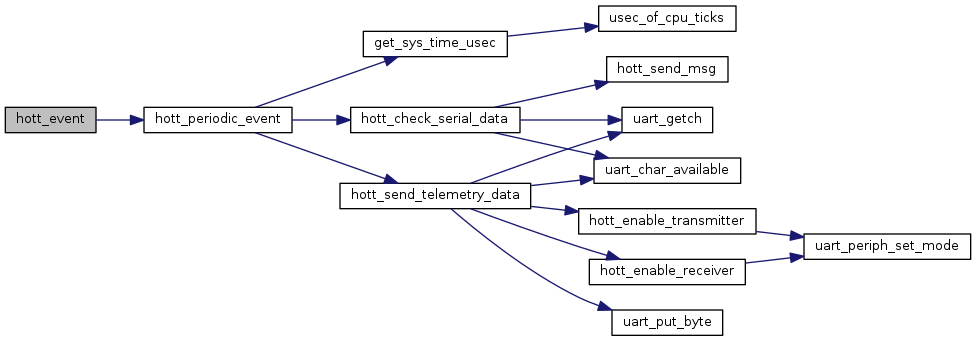 hott_event
hott_periodic_event
get_sys_time_usec
usec_of_cpu_ticks
hott_check_serial_data
hott_send_msg
uart_getch
uart_char_available
hott_send_telemetry_data
hott_enable_transmitter
hott_enable_receiver
uart_periph_set_mode
uart_put_byte